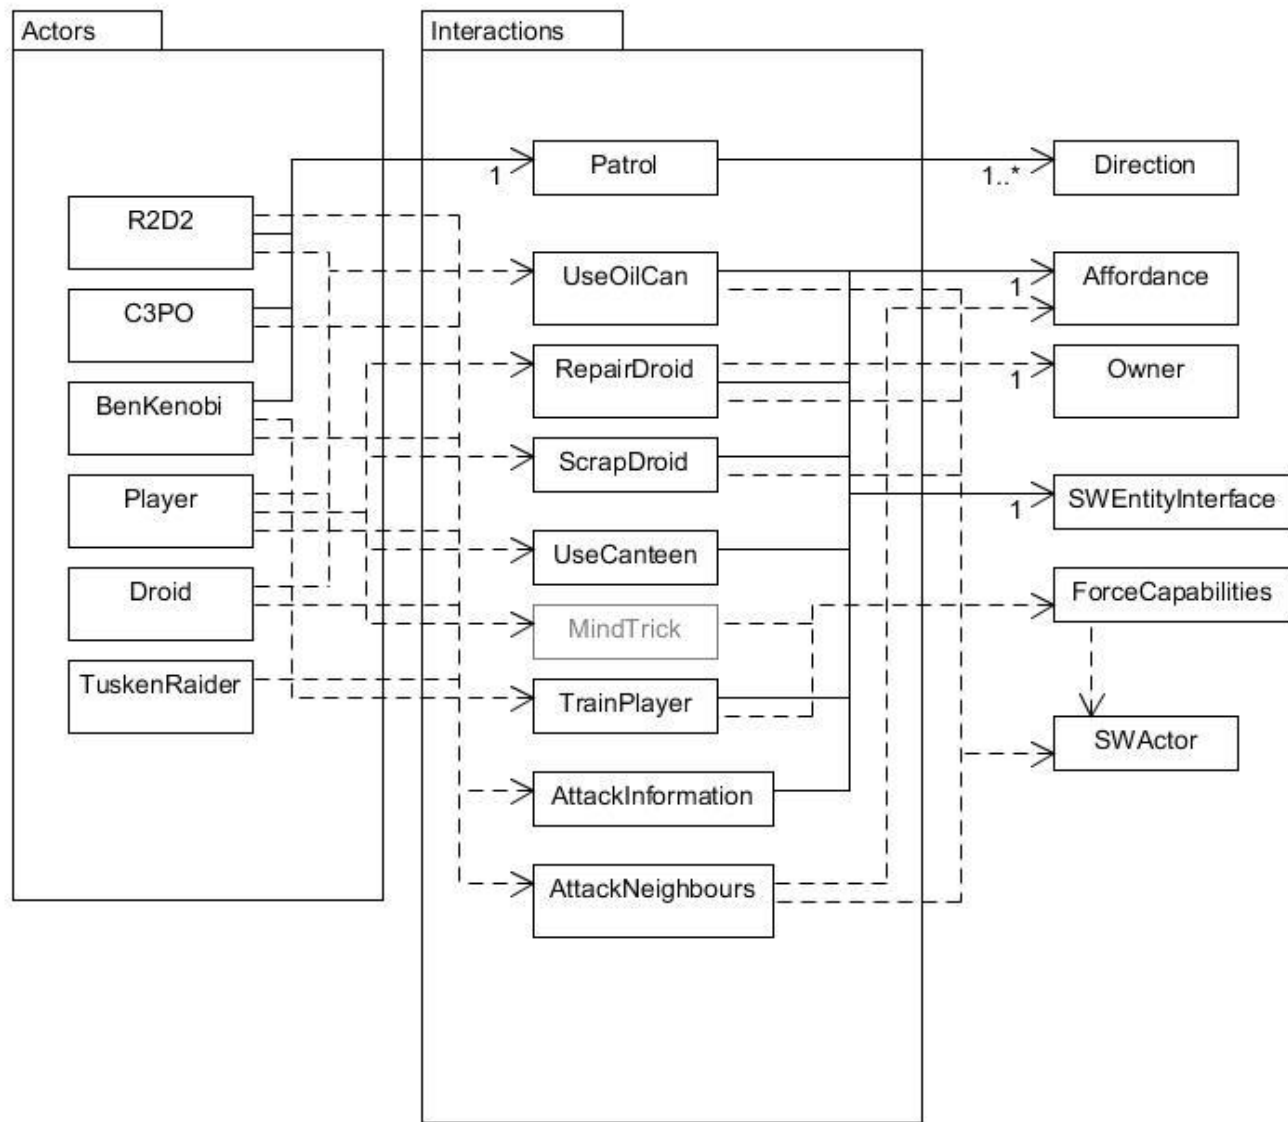 Actors
Interactions
R2D2
C3PO
BenKenobi
Player
Droid
TuskenRaider
1
Patrol
UseOilCan
RepairDroid
ScrapDroid
UseCanteen
MindTrick
TrainPlayer
AttackInformation
AttackNeighbours
1..*
Direction
1
Affordance
1
Owner
1
SWEntityInterface
ForceCapabilities
SWActor